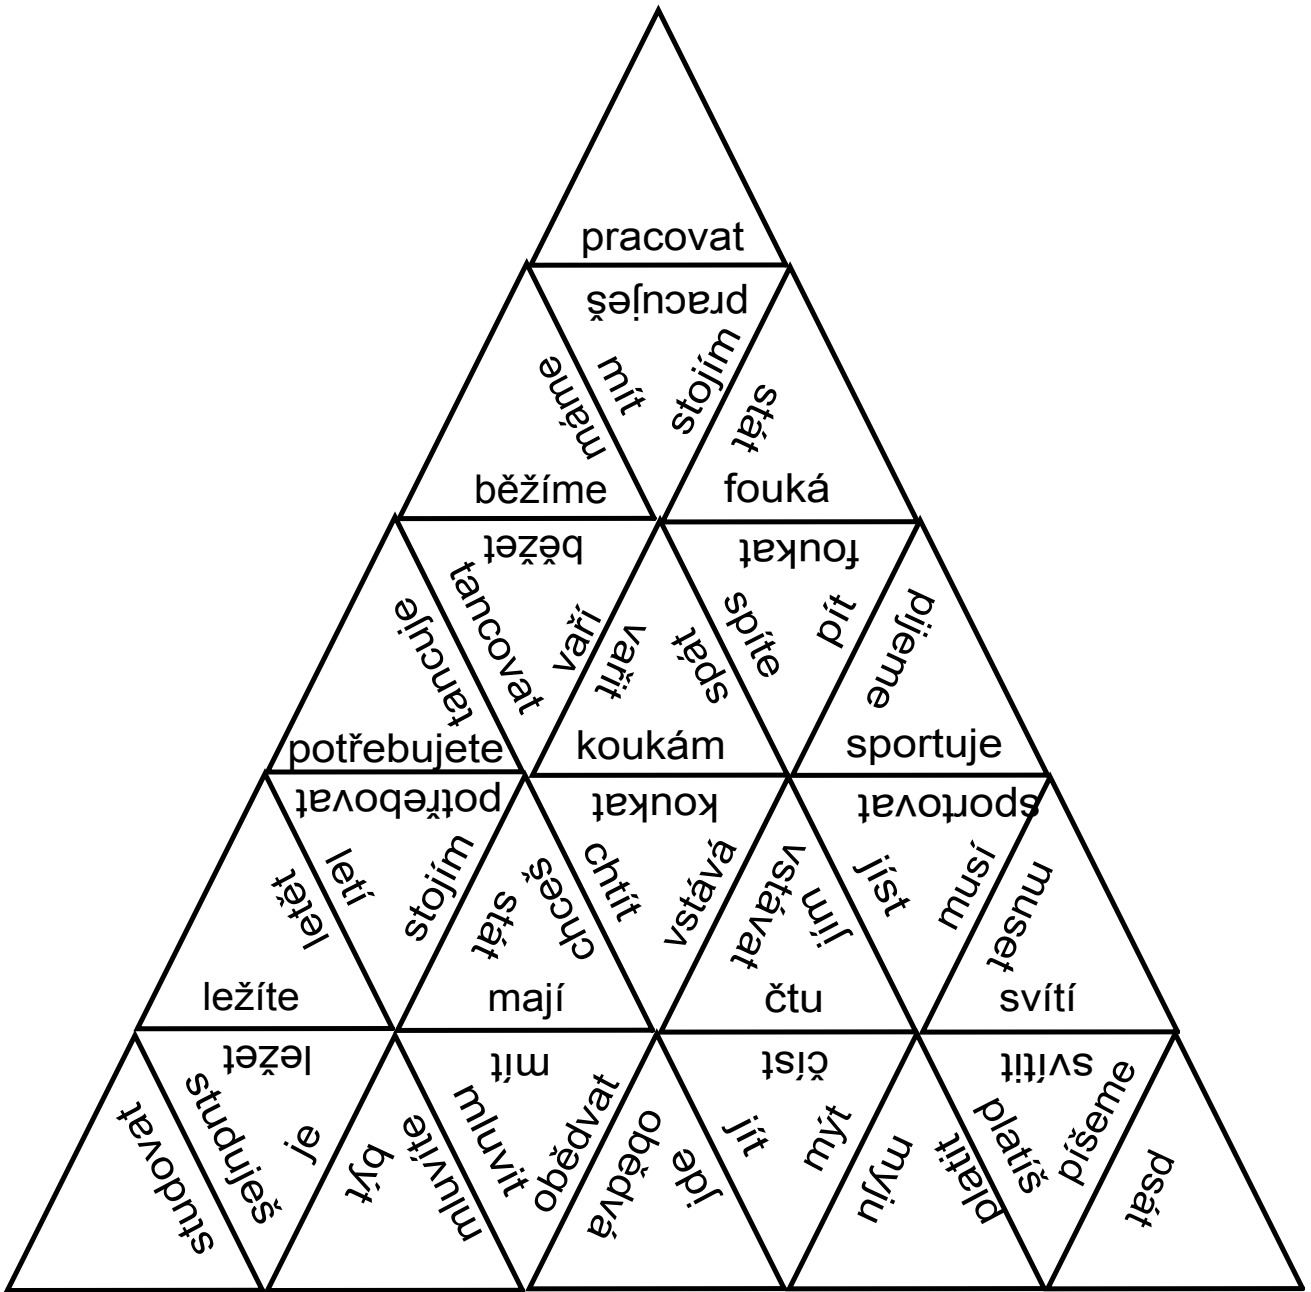 pracovat
pracuješ
mít
stojím
máme
stát
běžíme
fouká
běžet
foukat
tancovat
vaří
tancuje
vařit
spát
spíte
pít
pijeme
potřebujete
koukám
sportuje
potřebovat
koukat
sportovat
letět
letí
stojím
stát
chceš
chtít
vstává
vstávat
jím
jíst
musí
muset
ležíte
mají
čtu
svítí
ležet
mít
číst
svítit
studovat
studuješ
je
být
mluvíte
mluvit
obědvat
obědvá
jde
jít
mýt
myju
platit
platíš
píšeme
psát